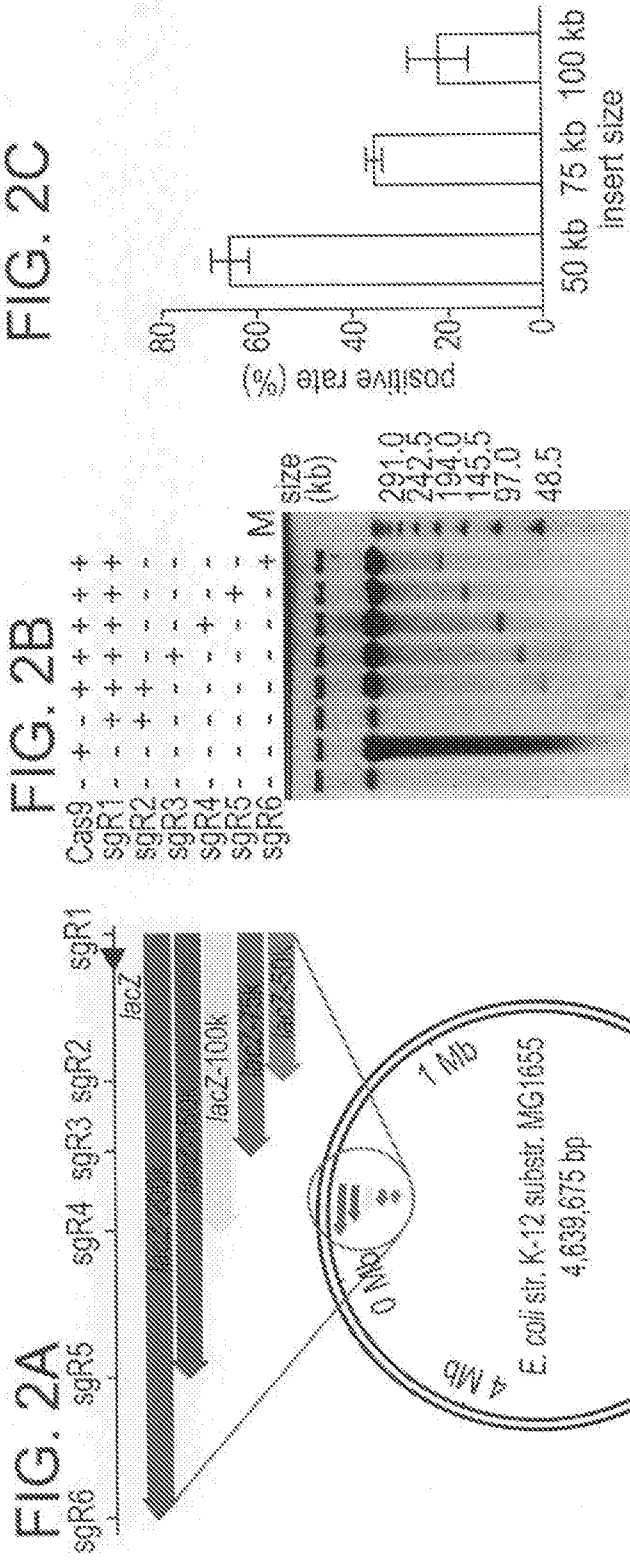 FIG. 2A
sgR6 sgR5 sgR4 sgR3 sgR2 sgR1
lacZ
lacZ-100k
0 Mb
1 Mb
4 Mb
E. coli str. K-12 substr. MG1655
4,639,675 bp
FIG. 2B
Cas9 - + - + + + + +
sgR1 - - + + + + + +
sgR2 - - + + - - - -
sgR3 - - - - + - - -
sgR4 - - - - - + - -
sgR5 - - - - - - + -
sgR6 - - - - - - - + M
size
(kb)
291.0
242.5
194.0
145.5
97.0
48.5
FIG. 2C
positive rate (%)
80
60
40
20
0
50 kb 75 kb 100 kb
insert size